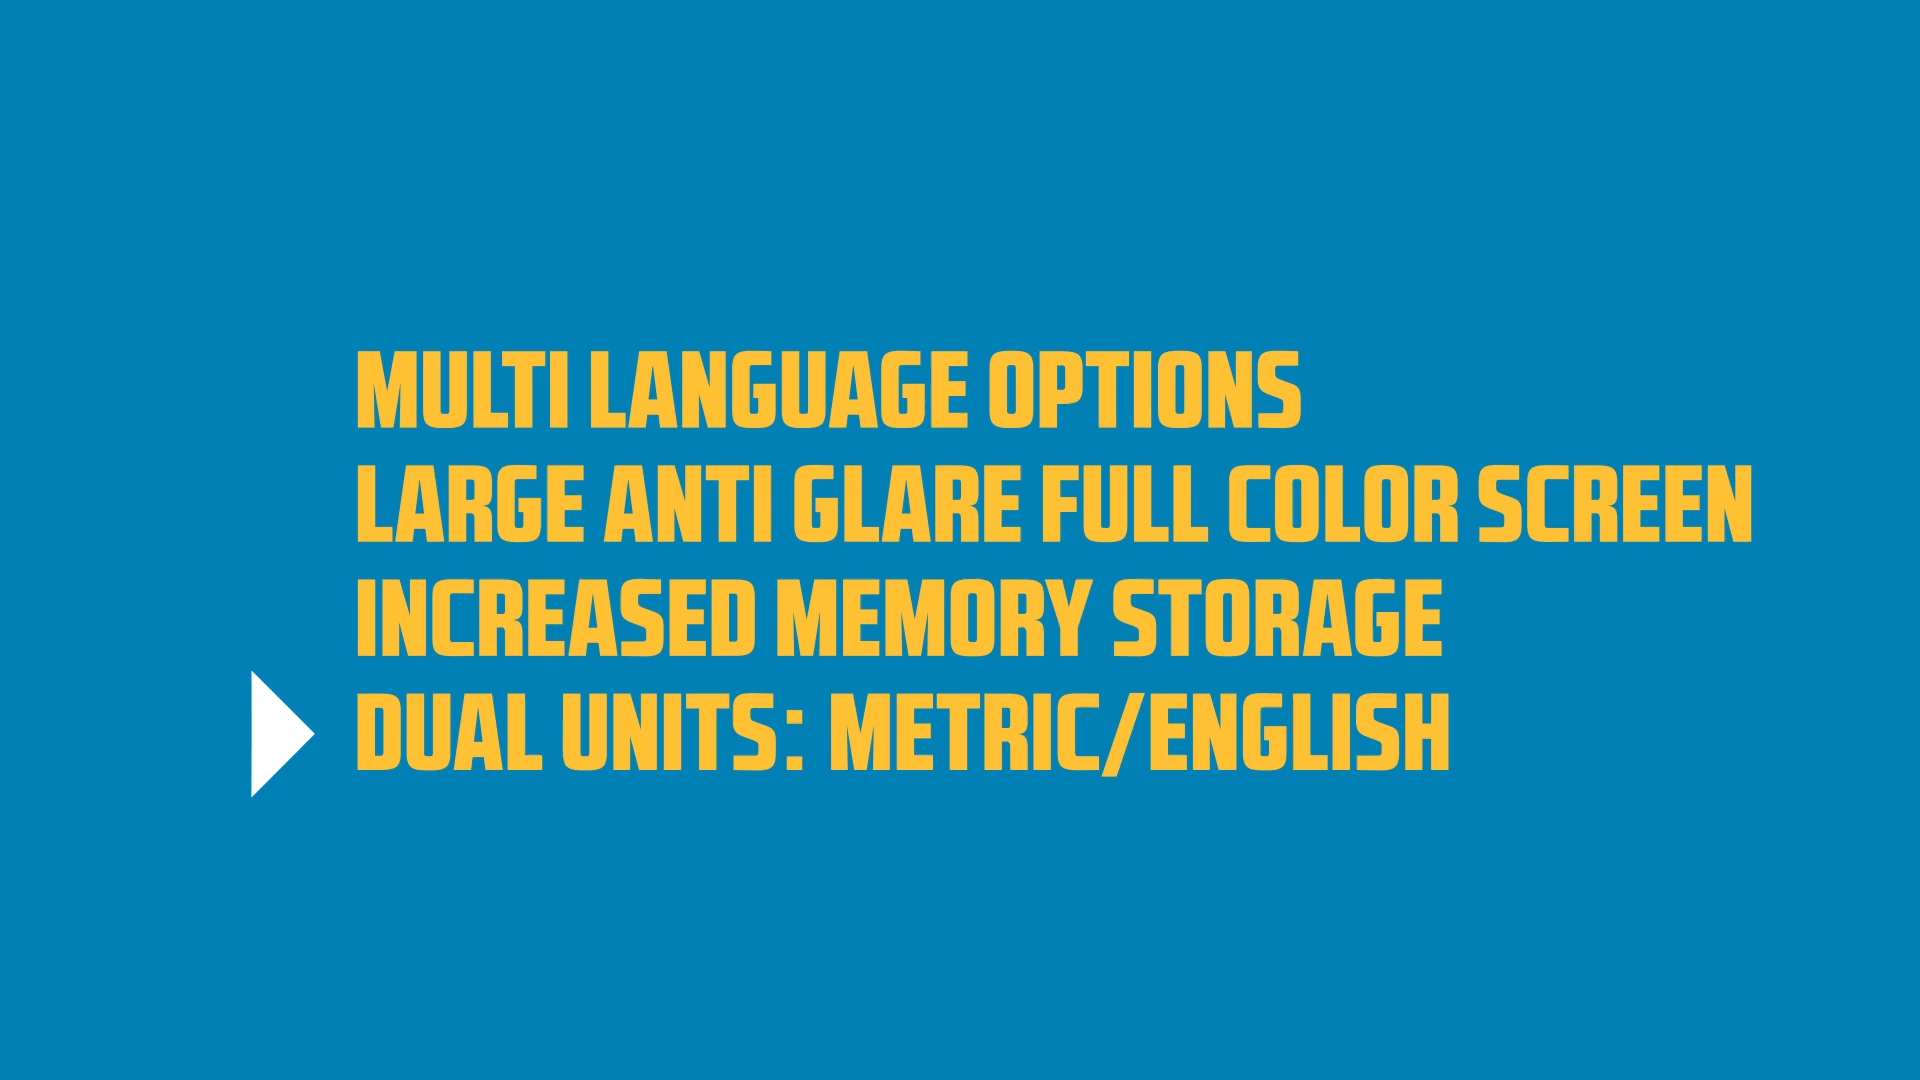 MULTI LANGUAGE OPTIONS
LARGE ANTI GLARE FULL COLOR SCREEN
INCREASED MEMORY STORAGE
DUAL UNITS: METRIC/ENGLISH